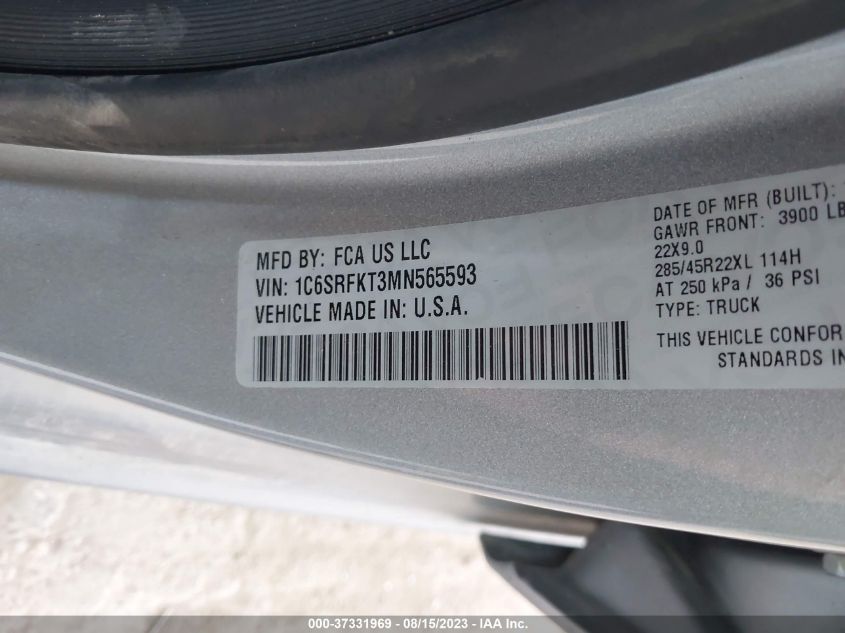 MFD BY: FCA US LLC
VIN: 1C6SRFKT3MN565593
VEHICLE MADE IN: U.S.A.
DATE OF MFR (BUILT):
GAWR FRONT: 3900 LB
22X9.0
285/45R22XL 114H
AT 250 kPa / 36 PSI
TYPE: TRUCK
THIS VEHICLE CONFOR
STANDARDS IN
000-37331969 - 08/15/2023 - IAA Inc.